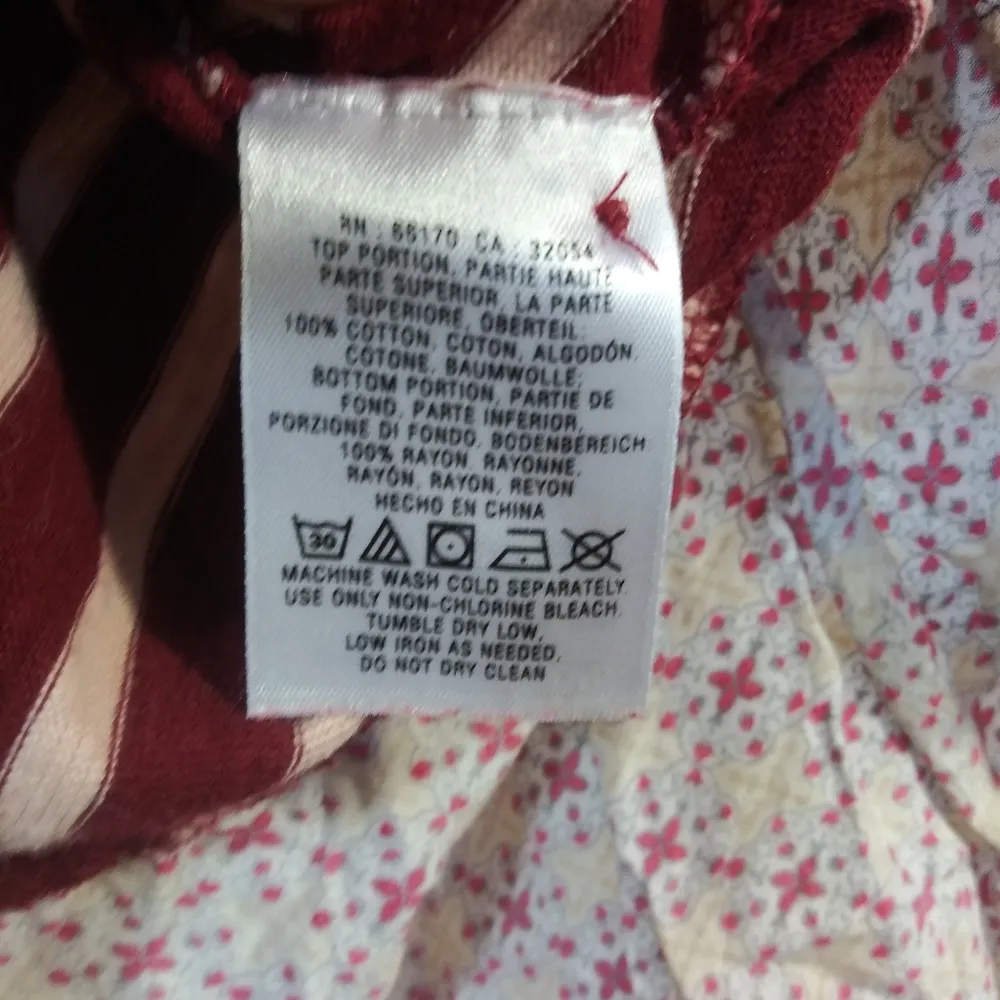 RN : 66170 CA : 32054
TOP PORTION, PARTIE HAUTE
PARTE SUPERIOR, LA PARTE
SUPERIORE, OBERTEIL:
100% COTTON, COTON, ALGODÓN.
COTONE, BAUMWOLLE;
BOTTOM PORTION, PARTIE DE
FOND, PARTE INFERIOR,
PORZIONE DI FONDO, BODENBEREICH
100% RAYON, RAYONNE,
RAYÓN, RAYON, REYON
HECHO EN CHINA
30
MACHINE WASH COLD SEPARATELY.
USE ONLY NON-CHLORINE BLEACH.
TUMBLE DRY LOW,
LOW IRON AS NEEDED,
DO NOT DRY CLEAN